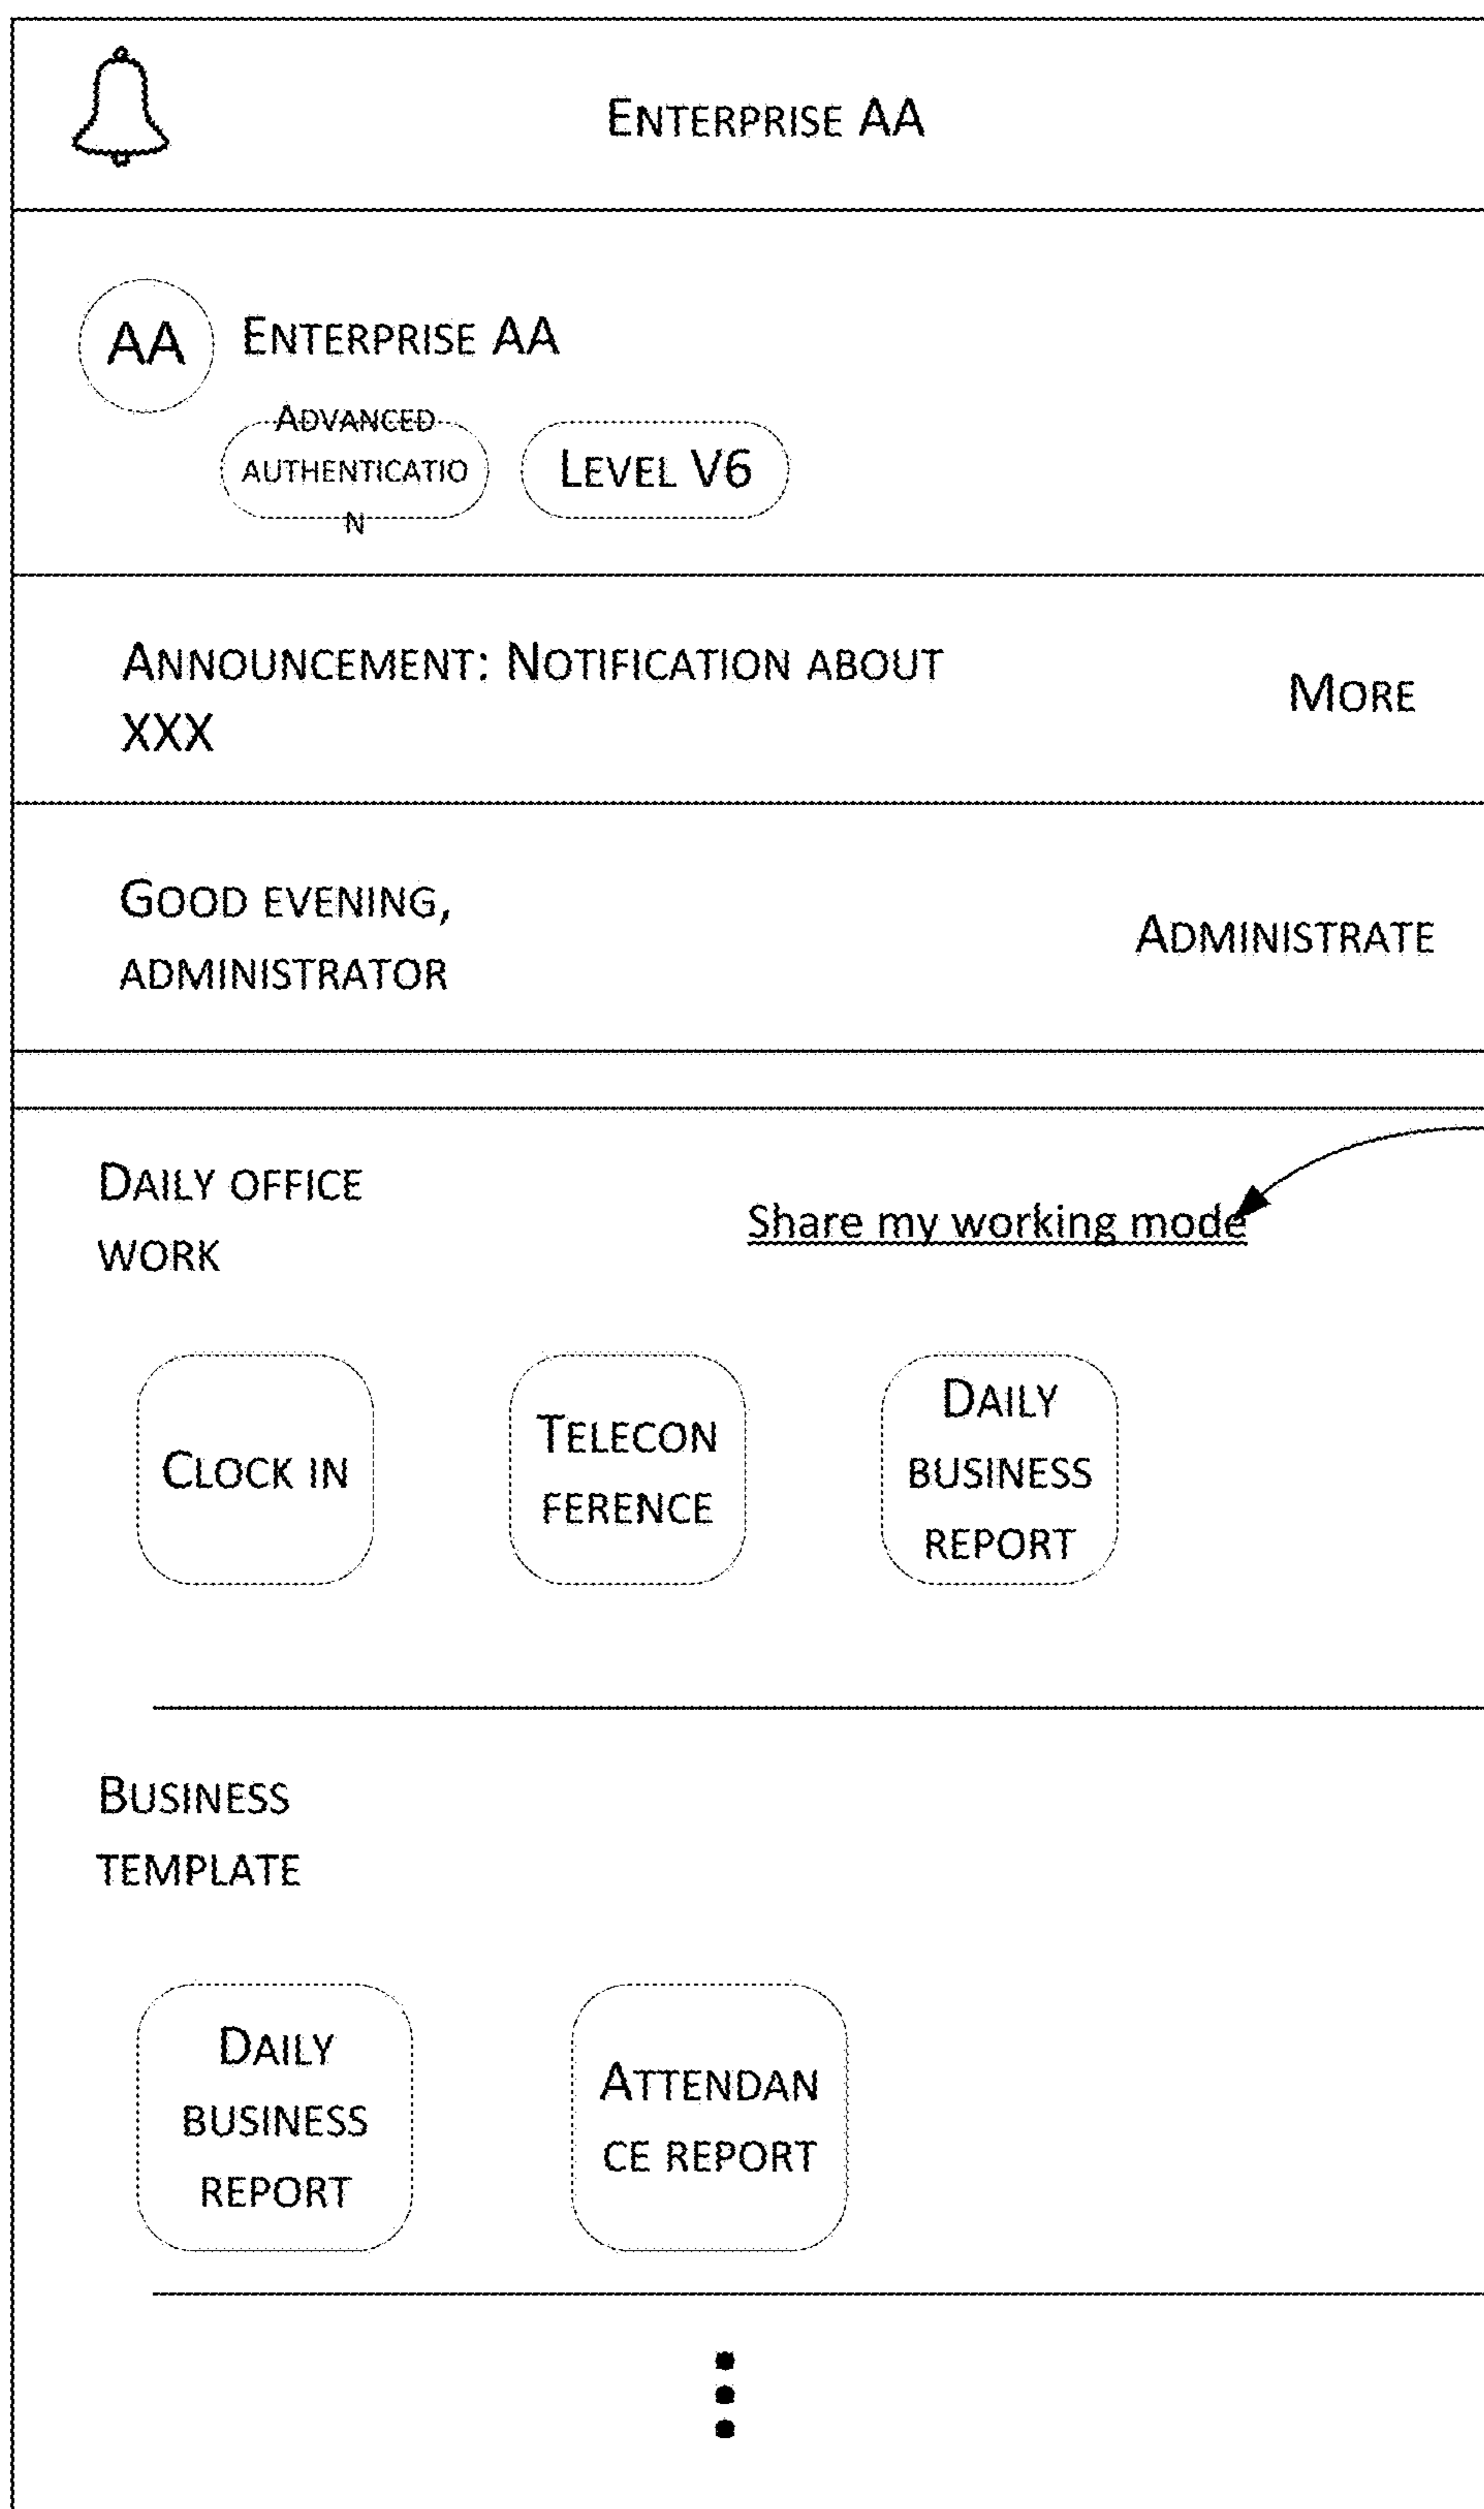 ENTERPRISE AA
AA
ENTERPRISE AA
ADVANCED
AUTHENTICATIO
N
LEVEL V6
ANNOUNCEMENT: NOTIFICATION ABOUT
XXX
MORE
GOOD EVENING,
ADMINISTRATOR
ADMINISTRATE
DAILY OFFICE
WORK
Share my working mode
CLOCK IN
TELECON
FERENCE
DAILY
BUSINESS
REPORT
BUSINESS
TEMPLATE
DAILY
BUSINESS
REPORT
ATTENDAN
CE REPORT